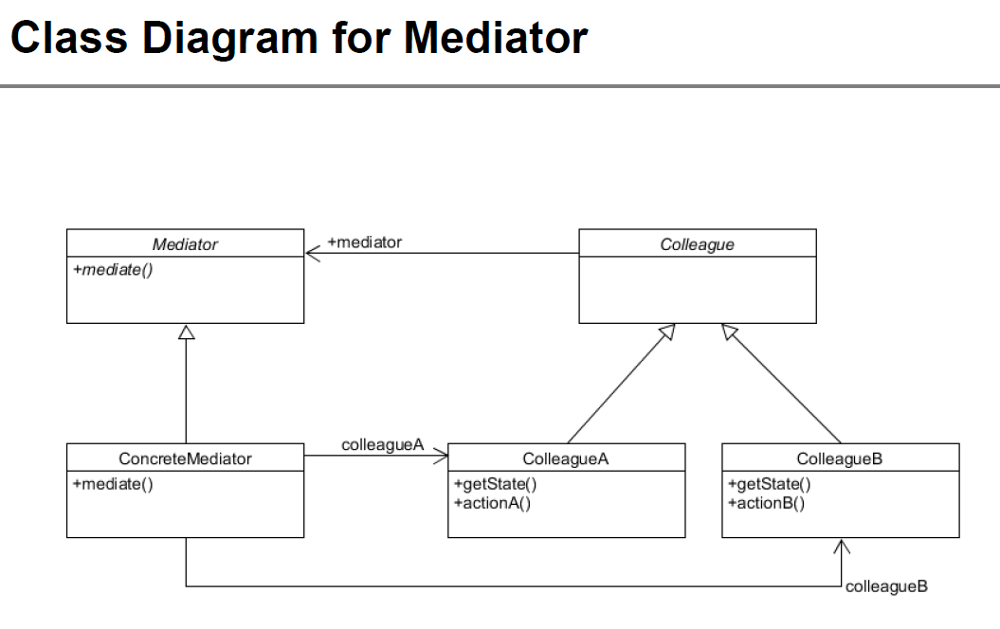 Class Diagram for Mediator
Mediator
+mediate()
+mediator
Colleague
ConcreteMediator
+mediate()
colleagueA
ColleagueA
+getState()
+actionA()
ColleagueB
+getState()
+actionB()
colleagueB